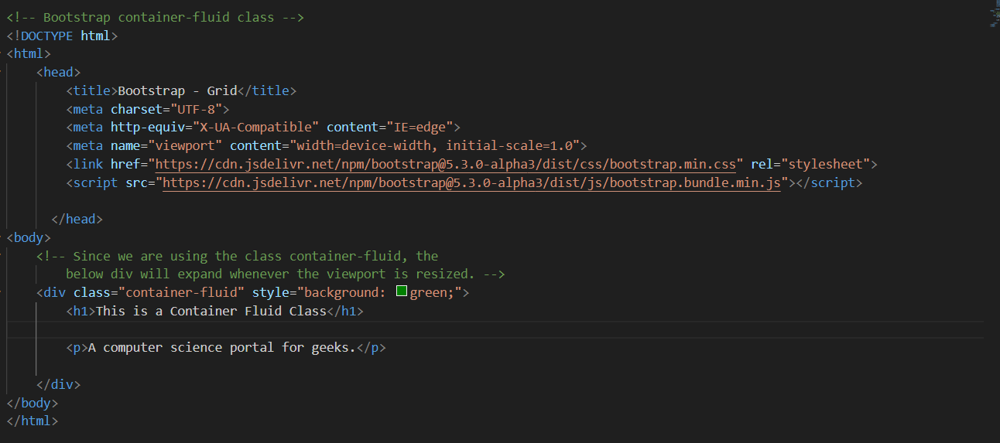 <!-- Bootstrap container-fluid class -->
<!DOCTYPE html>
<html>
    <head>
        <title>Bootstrap - Grid</title>
        <meta charset="UTF-8">
        <meta http-equiv="X-UA-Compatible" content="IE=edge">
        <meta name="viewport" content="width=device-width, initial-scale=1.0">
        <link href="https://cdn.jsdelivr.net/npm/bootstrap@5.3.0-alpha3/dist/css/bootstrap.min.css" rel="stylesheet">
        <script src="https://cdn.jsdelivr.net/npm/bootstrap@5.3.0-alpha3/dist/js/bootstrap.bundle.min.js"></script>
      </head>
<body>
    <!-- Since we are using the class container-fluid, the
        below div will expand whenever the viewport is resized. -->
    <div class="container-fluid" style="background: green;">
        <h1>This is a Container Fluid Class</h1>
        <p>A computer science portal for geeks.</p>
    </div>
</body>
</html>